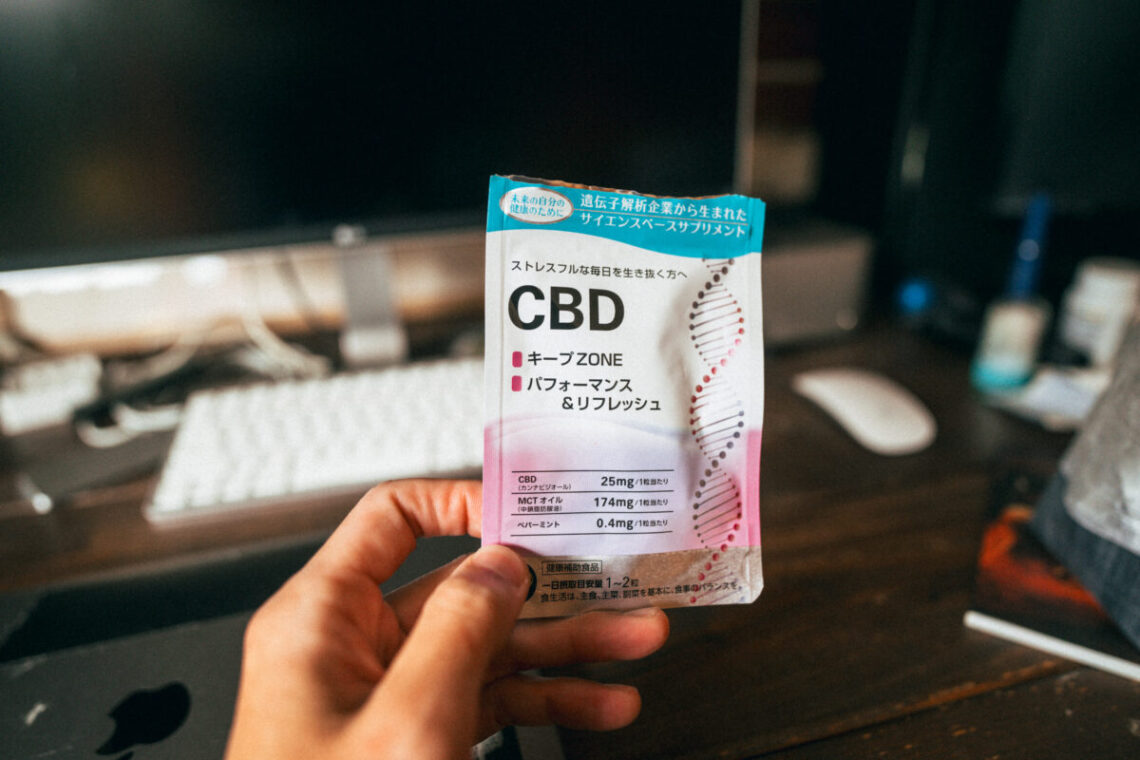 未来の自分の
健康のために
遺伝子解析企業から生まれた
サイエンスベースサプリメント
ストレスフルな毎日を生き抜く方へ
CBD
キープZONE
パフォーマンス
&リフレッシュ
CBD 25mg/1粒当たり
(カンナビジオール)
MCTオイル 174mg/1粒当たり
(中鎖脂肪酸油)
ペパーミント 0.4mg/1粒当たり
健康補助食品
一日摂取目安量 1~2粒
食生活は、主食、主菜、副菜を基本に、食事のバランスを。